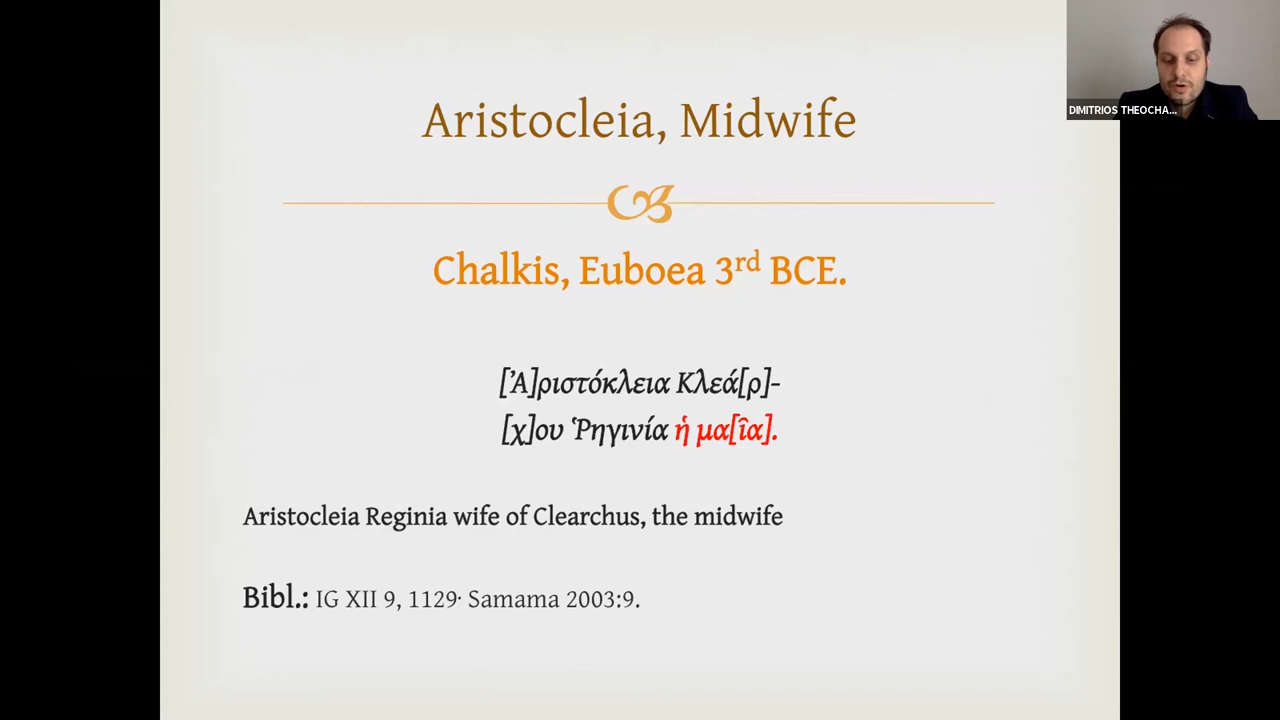 Aristocleia, Midwife
DIMITRIOS THEOCHA...
Chalkis, Euboea 3rd BCE.
[Ἀ]ριστόκλεια Κλεά[ρ]-
[χ]ου Ῥηγινία ἡ μα[ῖα].
Aristocleia Reginia wife of Clearchus, the midwife
Bibl.: IG XII 9, 1129· Samama 2003:9.